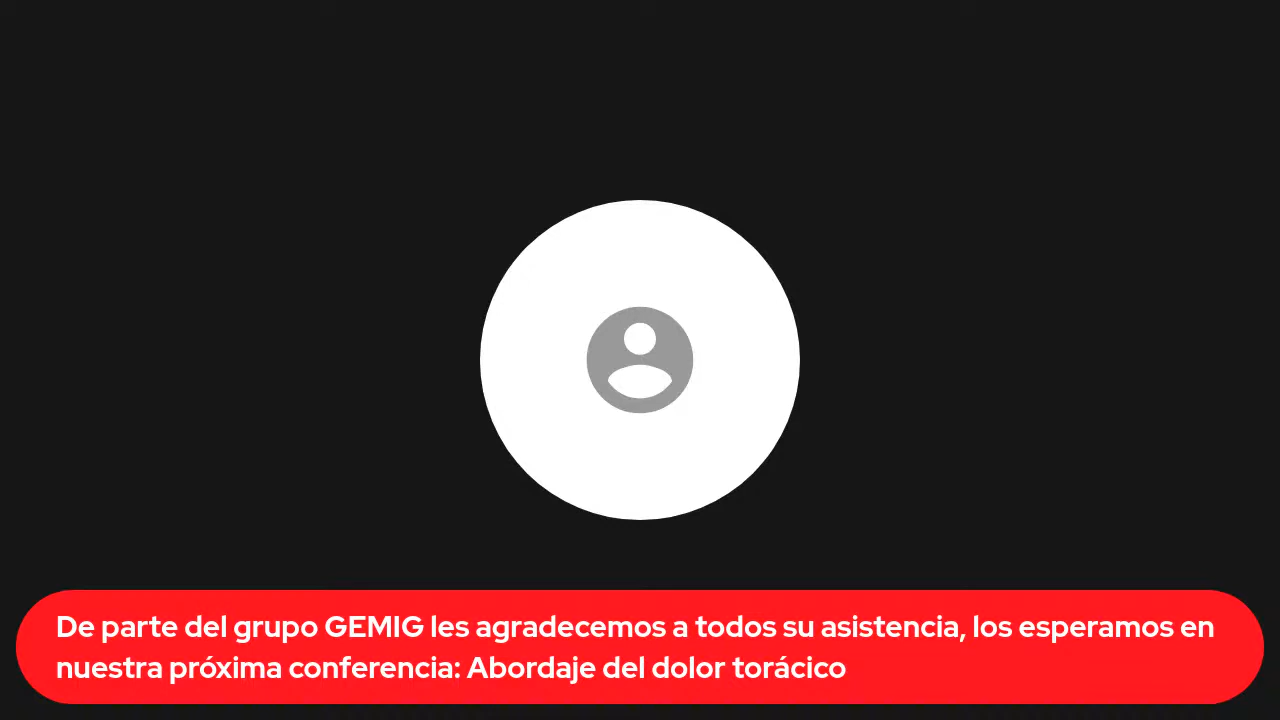 De parte del grupo GEMIG les agradecemos a todos su asistencia, los esperamos en
nuestra próxima conferencia: Abordaje del dolor torácico